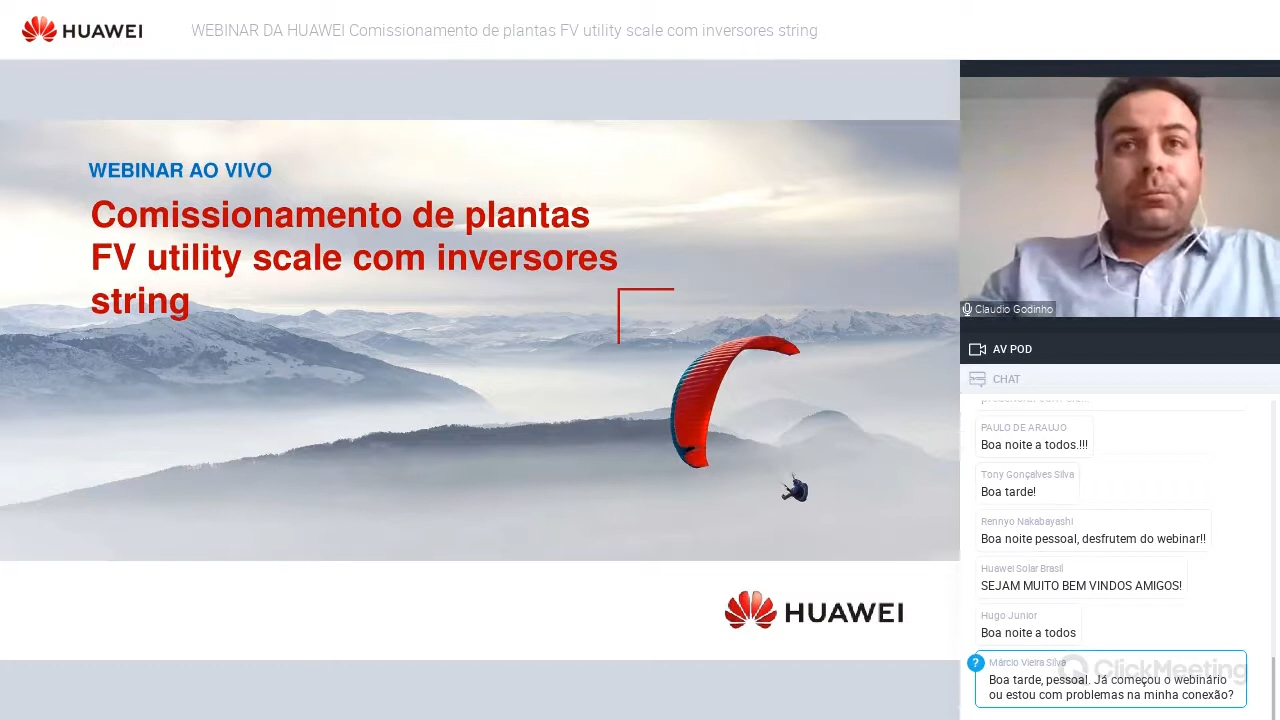 HUAWEI
WEBINAR DA HUAWEI Comissionamento de plantas FV utility scale com inversores string
WEBINAR AO VIVO
Comissionamento de plantas
FV utility scale com inversores
string
HUAWEI
Claudio Godinho
AV POD
CHAT
PAULO DE ARAUJO
Boa noite a todos.!!!
Tony Gonçalves Silva
Boa tarde!
Rennyo Nakabayashi
Boa noite pessoal, desfrutem do webinar!!
Huawei Solar Brasil
SEJAM MUITO BEM VINDOS AMIGOS!
Hugo Junior
Boa noite a todos
?
Márcio Vieira Silva
ClickMeeting
Boa tarde, pessoal. Já começou o webinário
ou estou com problemas na minha conexão?